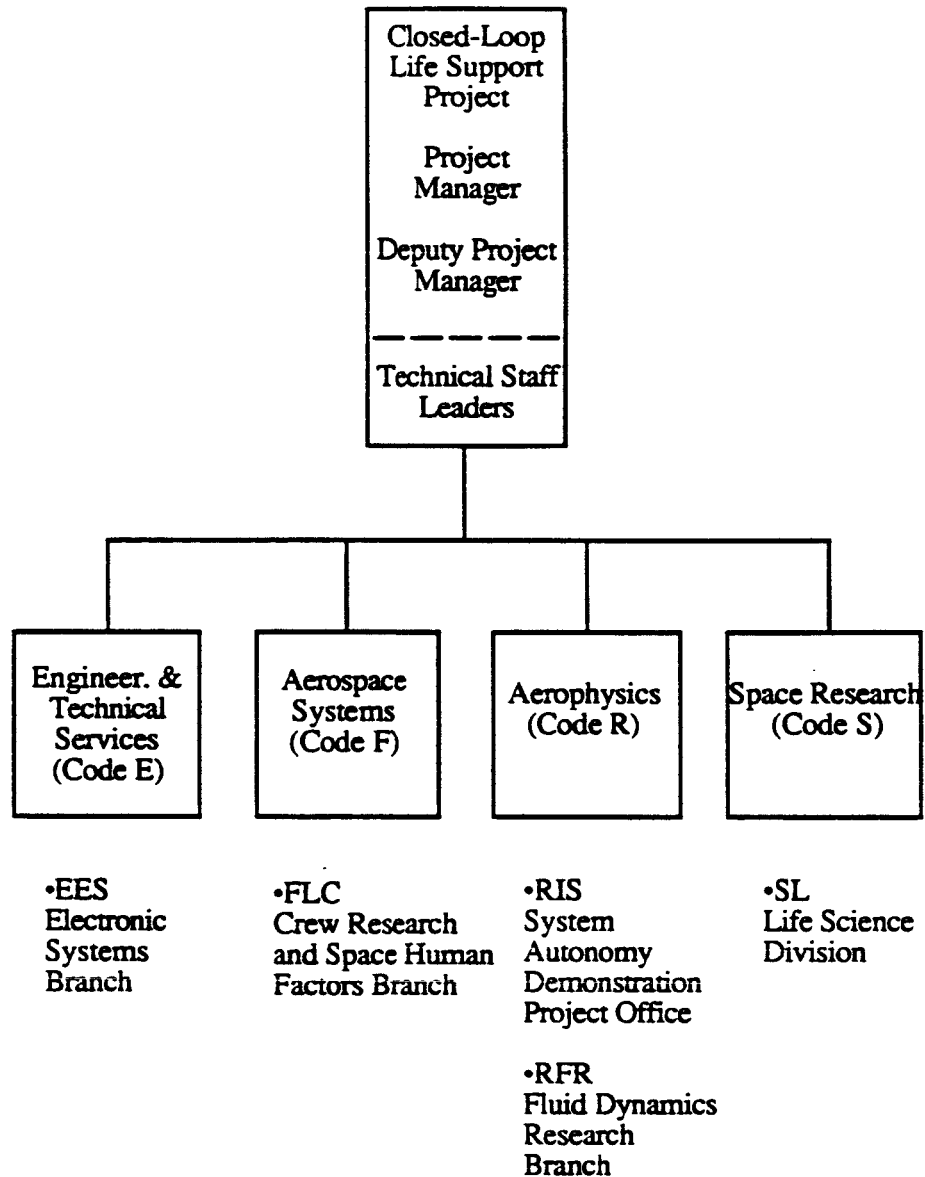 Closed-Loop
Life Support
Project
Project
Manager
Deputy Project
Manager
Technical Staff
Leaders
Engineer. &
Technical
Services
(Code E)
Aerospace
Systems
(Code F)
Aerophysics
(Code R)
Space Research
(Code S)
•EES
Electronic
Systems
Branch
•FLC
Crew Research
and Space Human
Factors Branch
•RIS
System
Autonomy
Demonstration
Project Office
•RFR
Fluid Dynamics
Research
Branch
•SL
Life Science
Division